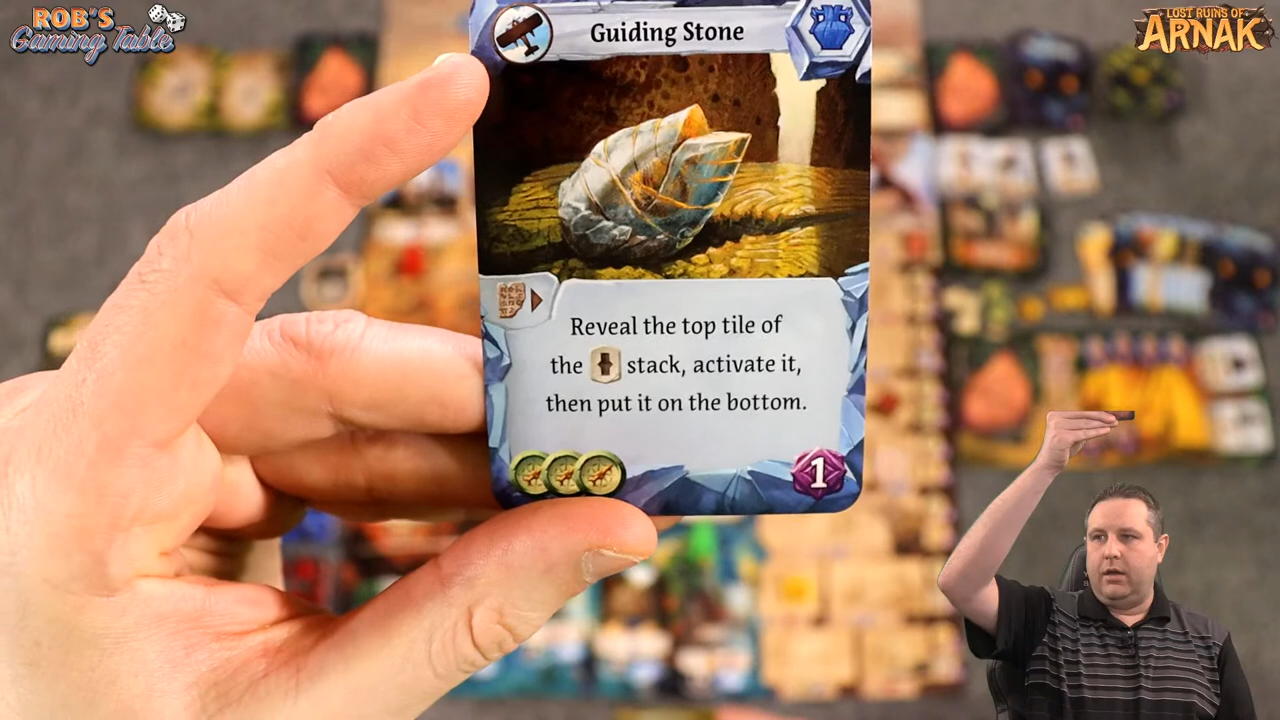 ROB'S
Gaming Table
LOST RUINS OF
ARNAK
Guiding Stone
Reveal the top tile of
the stack, activate it,
then put it on the bottom.
1